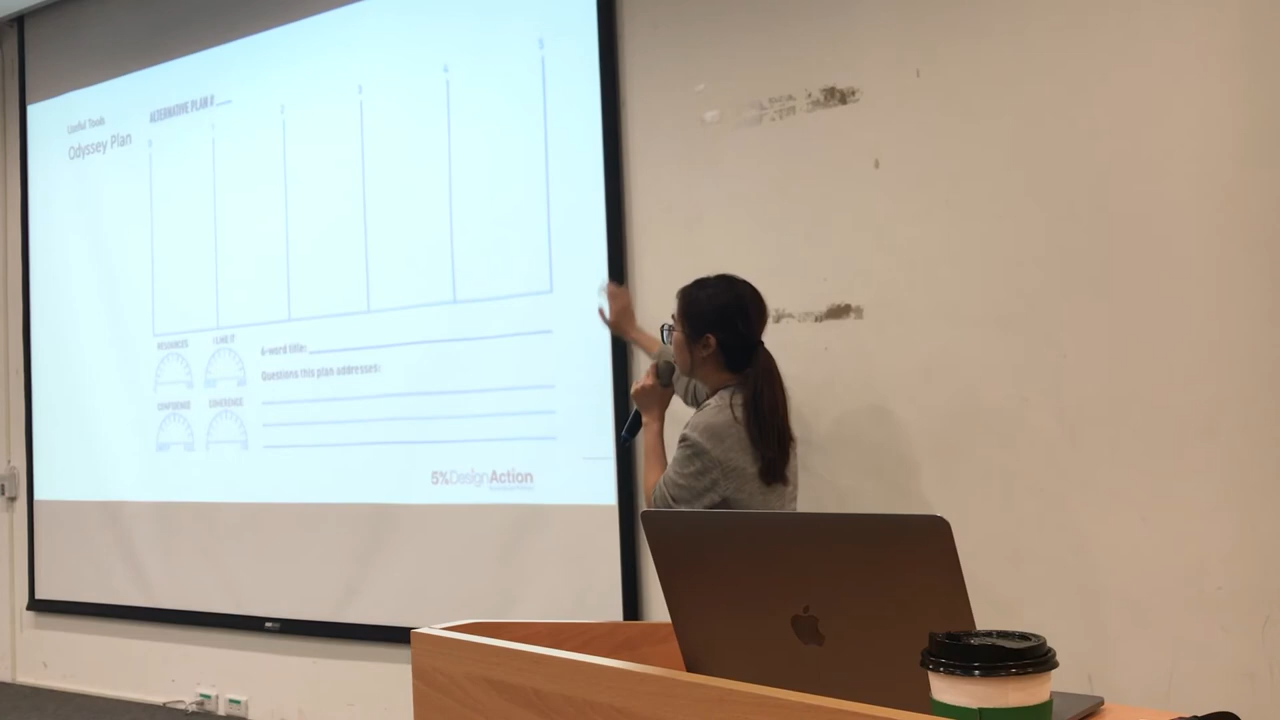 Useful Tools
Odyssey Plan
ALTERNATIVE PLAN #
0 1 2 3 4 5
RESOURCES
I LIKE IT
CONFIDENCE
COHERENCE
6-word title:
Questions this plan addresses:
5%DesignAction